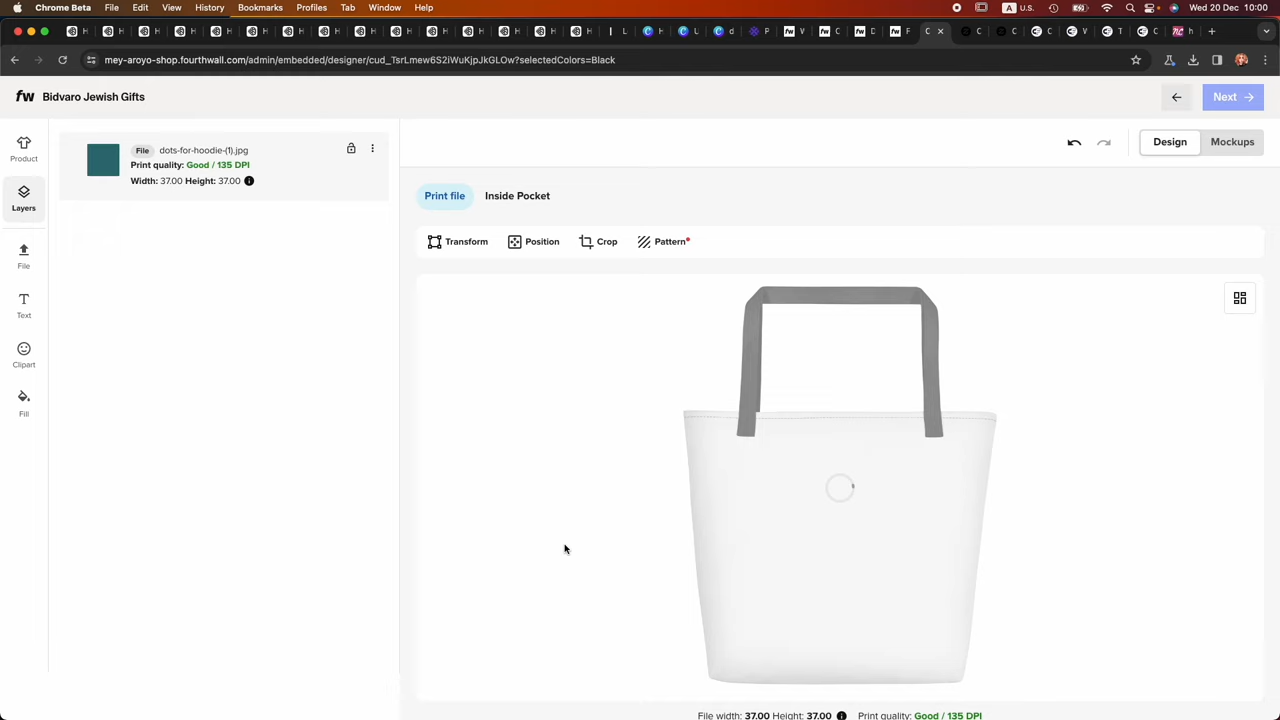 Chrome Beta File Edit View History Bookmarks Profiles Tab Window Help A U.S. Wed 20 Dec 10:00
mey-aroyo-shop.fourthwall.com/admin/embedded/designer/cud_TsrLmew6S2iWuKjpJkGLOw?selectedColors=Black
fw Bidvaro Jewish Gifts Next
Product
Layers
File
Text
Clipart
Fill
File dots-for-hoodie-(1).jpg
Print quality: Good / 135 DPI
Width: 37.00 Height: 37.00
Design Mockups
Print file Inside Pocket
Transform Position Crop Pattern
File width: 37.00 Height: 37.00 Print quality: Good / 135 DPI